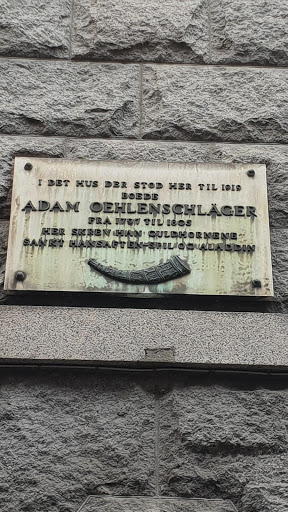 I DET HUS DER STOD HER TIL 1919
BOEDE
ADAM OEHLENSCHLÄGER
FRA 1797 TIL 1805
HER SKREV HAN GULDHORNENE
SANKT HANSAFTEN-SPIL OG ALADDIN